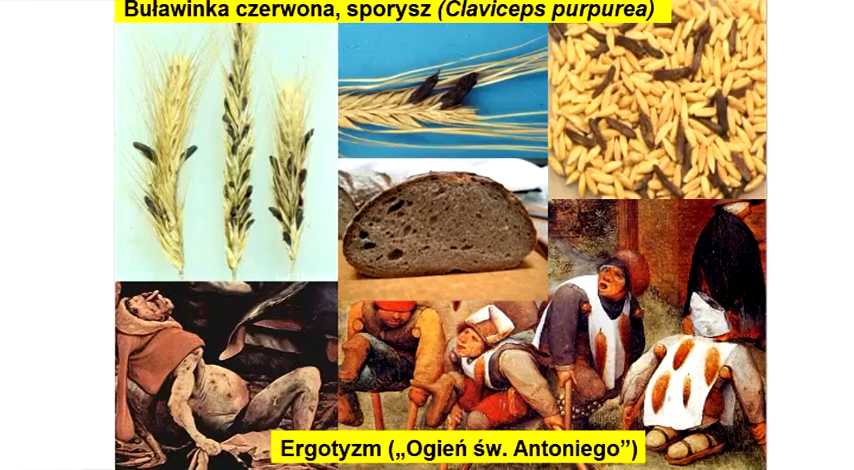 Buławinka czerwona, sporysz (Claviceps purpurea)
Ergotyzm („Ogień św. Antoniego”)